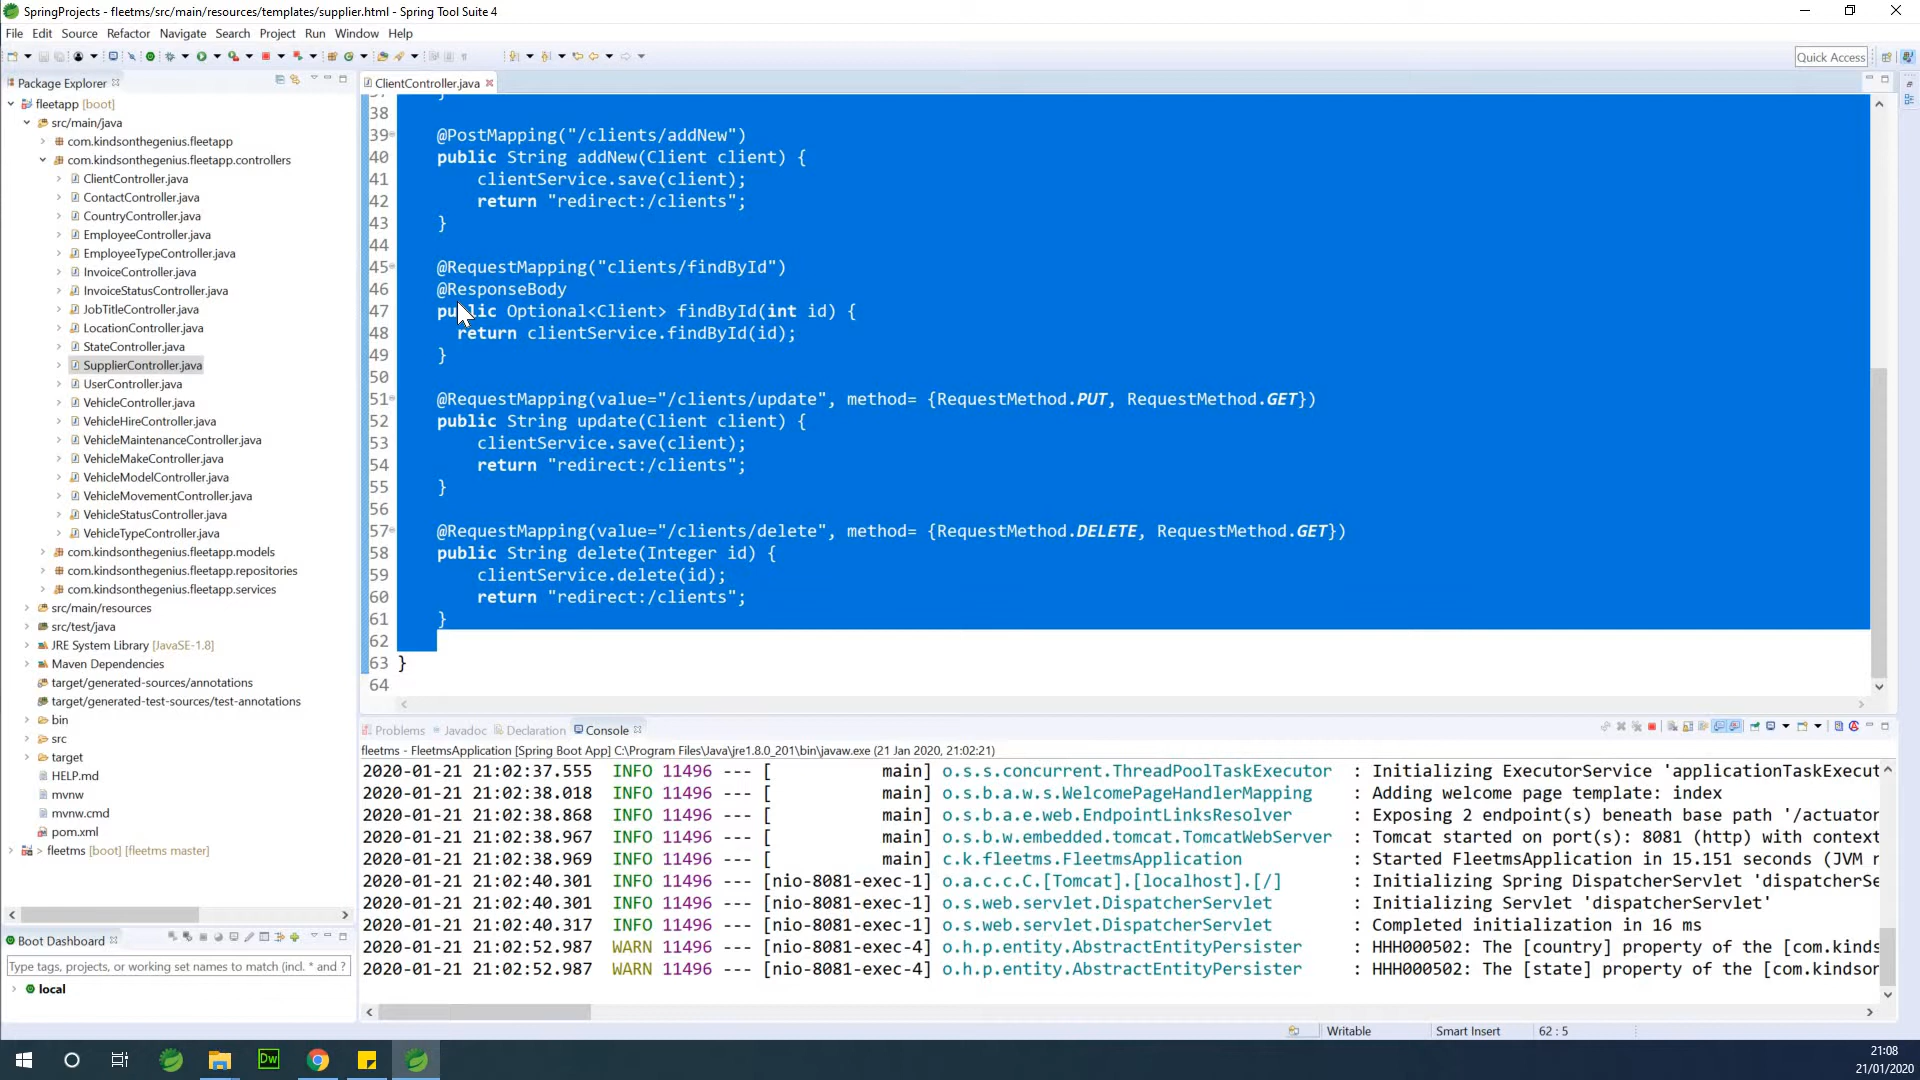 SpringProjects - fleetms/src/main/resources/templates/supplier.html - Spring Tool Suite 4
File Edit Source Refactor Navigate Search Project Run Window Help
Quick Access
Package Explorer
fleetapp [boot]
src/main/java
com.kindsonthegenius.fleetapp
com.kindsonthegenius.fleetapp.controllers
ClientController.java
ContactController.java
CountryController.java
EmployeeController.java
EmployeeTypeController.java
InvoiceController.java
InvoiceStatusController.java
JobTitleController.java
LocationController.java
StateController.java
SupplierController.java
UserController.java
VehicleController.java
VehicleHireController.java
VehicleMaintenanceController.java
VehicleMakeController.java
VehicleModelController.java
VehicleMovementController.java
VehicleStatusController.java
VehicleTypeController.java
com.kindsonthegenius.fleetapp.models
com.kindsonthegenius.fleetapp.repositories
com.kindsonthegenius.fleetapp.services
src/main/resources
src/test/java
JRE System Library [JavaSE-1.8]
Maven Dependencies
target/generated-sources/annotations
target/generated-test-sources/test-annotations
bin
src
target
HELP.md
mvnw
mvnw.cmd
pom.xml
> fleetms [boot] [fleetms master]
Boot Dashboard
Type tags, projects, or working set names to match (incl. * and ?
local
ClientController.java
38
39 @PostMapping("/clients/addNew")
40 public String addNew(Client client) {
41 clientService.save(client);
42 return "redirect:/clients";
43 }
44
45 @RequestMapping("clients/findById")
46 @ResponseBody
47 public Optional<Client> findById(int id) {
48 return clientService.findById(id);
49 }
50
51 @RequestMapping(value="/clients/update", method= {RequestMethod.PUT, RequestMethod.GET})
52 public String update(Client client) {
53 clientService.save(client);
54 return "redirect:/clients";
55 }
56
57 @RequestMapping(value="/clients/delete", method= {RequestMethod.DELETE, RequestMethod.GET})
58 public String delete(Integer id) {
59 clientService.delete(id);
60 return "redirect:/clients";
61 }
62
63 }
64
Problems Javadoc Declaration Console
fleetms - FleetmsApplication [Spring Boot App] C:\Program Files\Java\jre1.8.0_201\bin\javaw.exe (21 Jan 2020, 21:02:21)
2020-01-21 21:02:37.555 INFO 11496 --- [ main] o.s.s.concurrent.ThreadPoolTaskExecutor : Initializing ExecutorService 'applicationTaskExecut
2020-01-21 21:02:38.018 INFO 11496 --- [ main] o.s.b.a.w.s.WelcomePageHandlerMapping : Adding welcome page template: index
2020-01-21 21:02:38.868 INFO 11496 --- [ main] o.s.b.a.e.web.EndpointLinksResolver : Exposing 2 endpoint(s) beneath base path '/actuator
2020-01-21 21:02:38.967 INFO 11496 --- [ main] o.s.b.w.embedded.tomcat.TomcatWebServer : Tomcat started on port(s): 8081 (http) with context
2020-01-21 21:02:38.969 INFO 11496 --- [ main] c.k.fleetms.FleetmsApplication : Started FleetmsApplication in 15.151 seconds (JVM r
2020-01-21 21:02:40.301 INFO 11496 --- [nio-8081-exec-1] o.a.c.c.C.[Tomcat].[localhost].[/] : Initializing Spring DispatcherServlet 'dispatcherSe
2020-01-21 21:02:40.301 INFO 11496 --- [nio-8081-exec-1] o.s.web.servlet.DispatcherServlet : Initializing Servlet 'dispatcherServlet'
2020-01-21 21:02:40.317 INFO 11496 --- [nio-8081-exec-1] o.s.web.servlet.DispatcherServlet : Completed initialization in 16 ms
2020-01-21 21:02:52.987 WARN 11496 --- [nio-8081-exec-4] o.h.p.entity.AbstractEntityPersister : HHH000502: The [country] property of the [com.kinds
2020-01-21 21:02:52.987 WARN 11496 --- [nio-8081-exec-4] o.h.p.entity.AbstractEntityPersister : HHH000502: The [state] property of the [com.kindson
Writable Smart Insert 62 : 5
Dw
21:08
21/01/2020